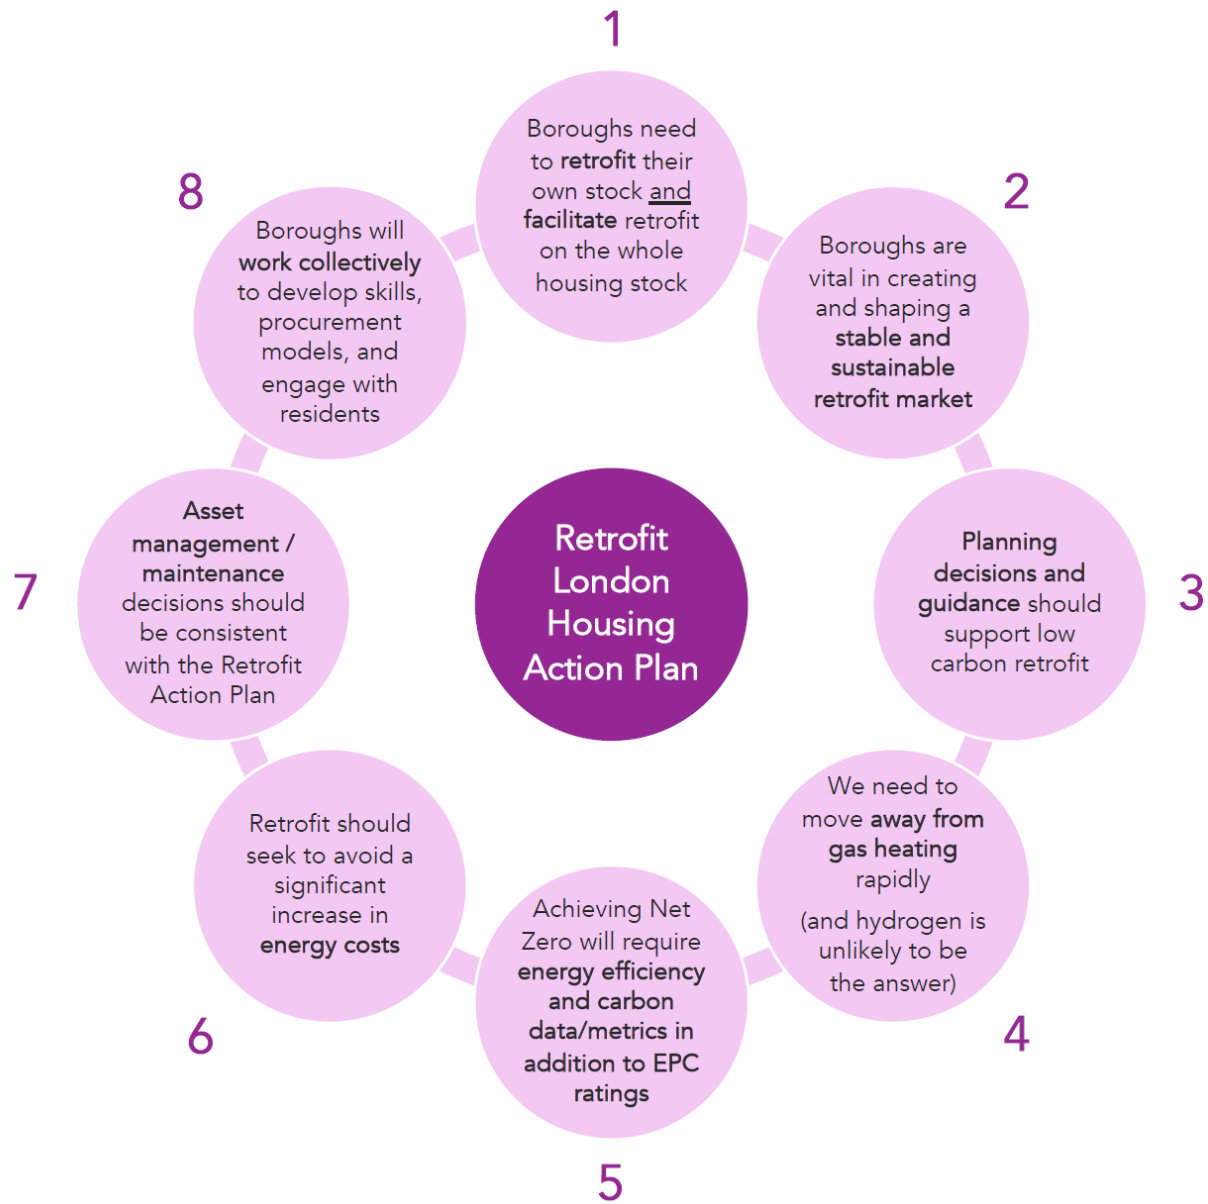 1
Boroughs need
to retrofit their
own stock and
facilitate retrofit
on the whole
housing stock
2
Boroughs are
vital in creating
and shaping a
stable and
sustainable
retrofit market
3
Planning
decisions and
guidance should
support low
carbon retrofit
4
We need to
move away from
gas heating
rapidly
(and hydrogen is
unlikely to be
the answer)
5
Achieving Net
Zero will require
energy efficiency
and carbon
data/metrics in
addition to EPC
ratings
6
Retrofit should
seek to avoid a
significant
increase in
energy costs
7
Asset
management /
maintenance
decisions should
be consistent
with the Retrofit
Action Plan
8
Boroughs will
work collectively
to develop skills,
procurement
models, and
engage with
residents
Retrofit
London
Housing
Action Plan